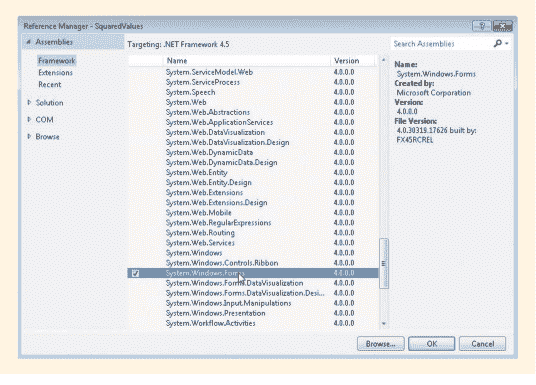 Reference Manager - SquaredValues
Assemblies
Framework
Extensions
Recent
Solution
COM
Browse
Targeting: .NET Framework 4.5
Name Version
System.ServiceModel.Web 4.0.0.0
System.ServiceProcess 4.0.0.0
System.Speech 4.0.0.0
System.Web 4.0.0.0
System.Web.Abstractions 4.0.0.0
System.Web.ApplicationServices 4.0.0.0
System.Web.DataVisualization 4.0.0.0
System.Web.DataVisualization.Design 4.0.0.0
System.Web.DynamicData 4.0.0.0
System.Web.DynamicData.Design 4.0.0.0
System.Web.Entity 4.0.0.0
System.Web.Entity.Design 4.0.0.0
System.Web.Extensions 4.0.0.0
System.Web.Extensions.Design 4.0.0.0
System.Web.Mobile 4.0.0.0
System.Web.RegularExpressions 4.0.0.0
System.Web.Routing 4.0.0.0
System.Web.Services 4.0.0.0
System.Windows 4.0.0.0
System.Windows.Controls.Ribbon 4.0.0.0
System.Windows.Forms 4.0.0.0
System.Windows.Forms.DataVisualization 4.0.0.0
System.Windows.Forms.DataVisualization.Desi... 4.0.0.0
System.Windows.Input.Manipulations 4.0.0.0
System.Windows.Presentation 4.0.0.0
System.Workflow.Activities 4.0.0.0
Search Assemblies
Name:
System.Windows.Forms
Created by:
Microsoft Corporation
Version:
4.0.0.0
File Version:
4.0.30319.17626 built by:
FX45RCREL
Browse... OK Cancel